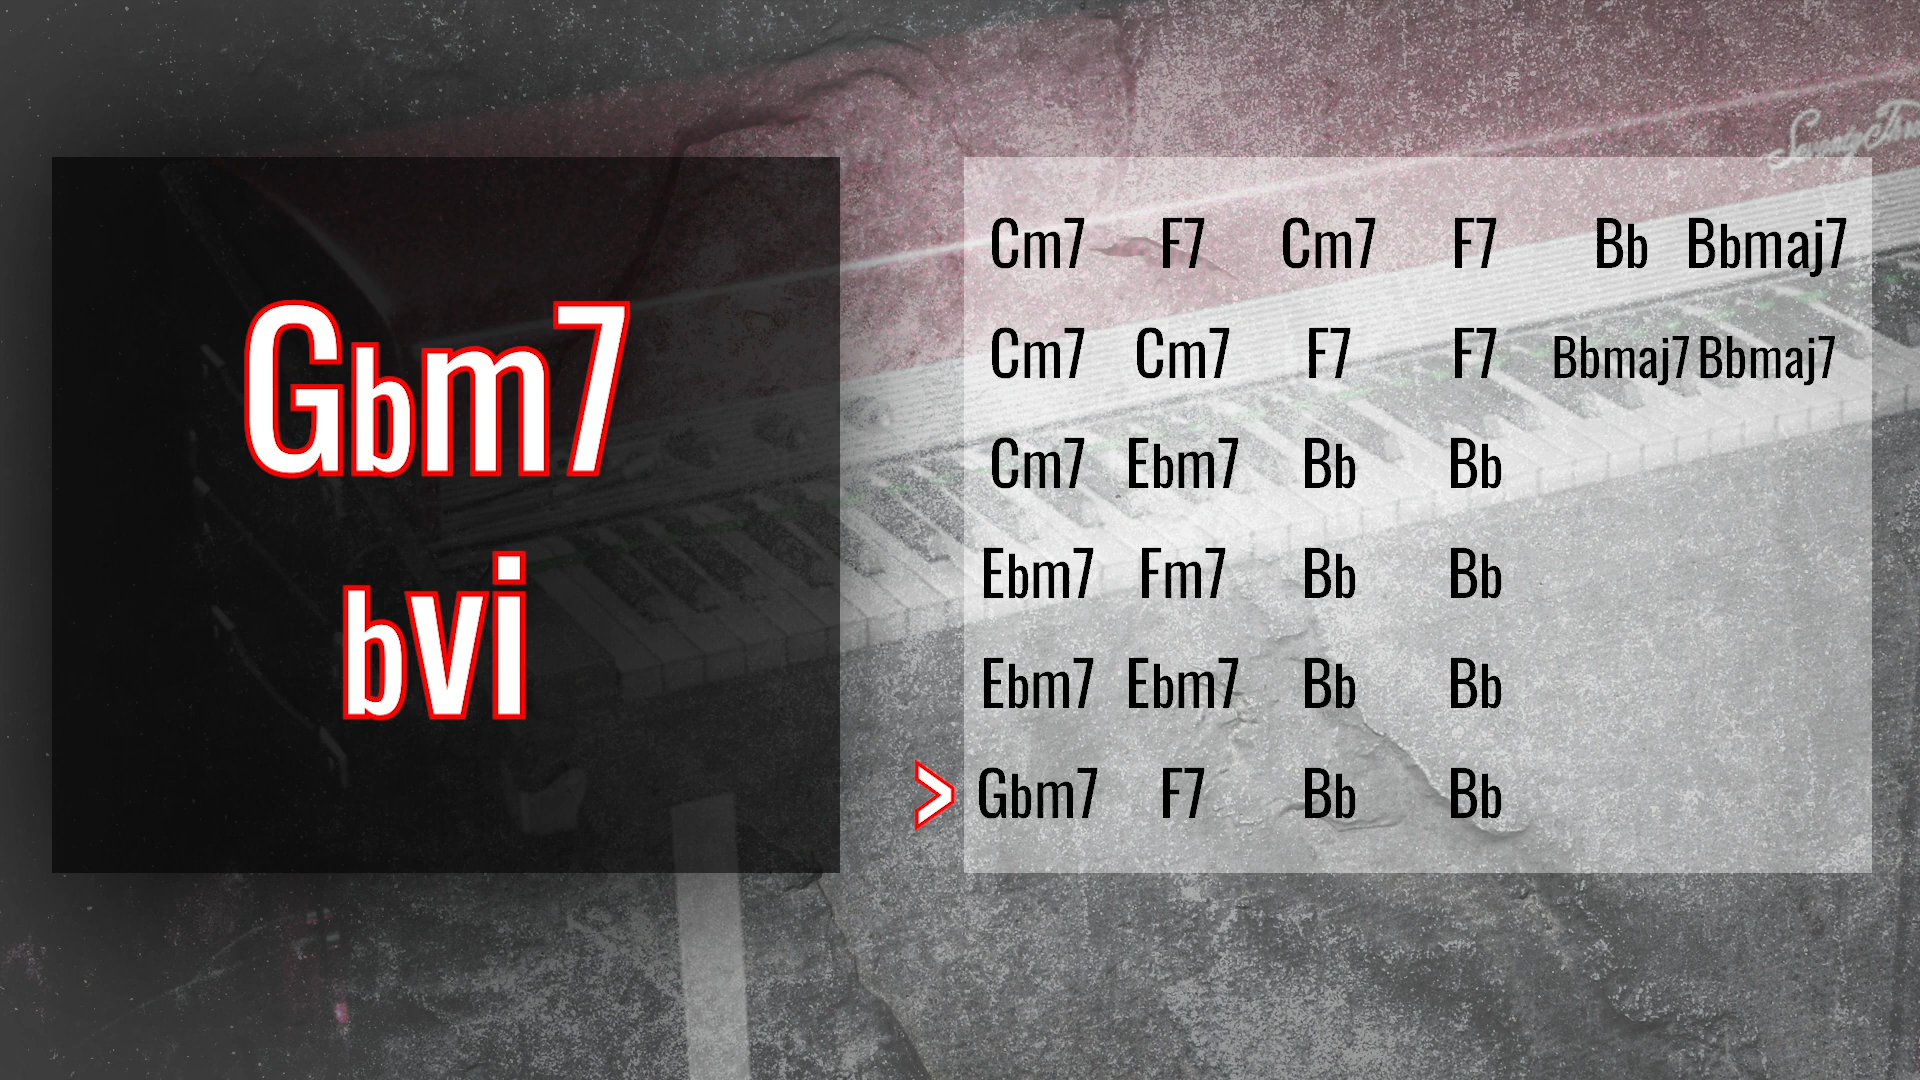 Gbm7
bvi
Cm7 F7 Cm7 F7 Bb Bbmaj7
Cm7 Cm7 F7 F7 Bbmaj7 Bbmaj7
Cm7 Ebm7 Bb Bb
Ebm7 Fm7 Bb Bb
Ebm7 Ebm7 Bb Bb
> Gbm7 F7 Bb Bb